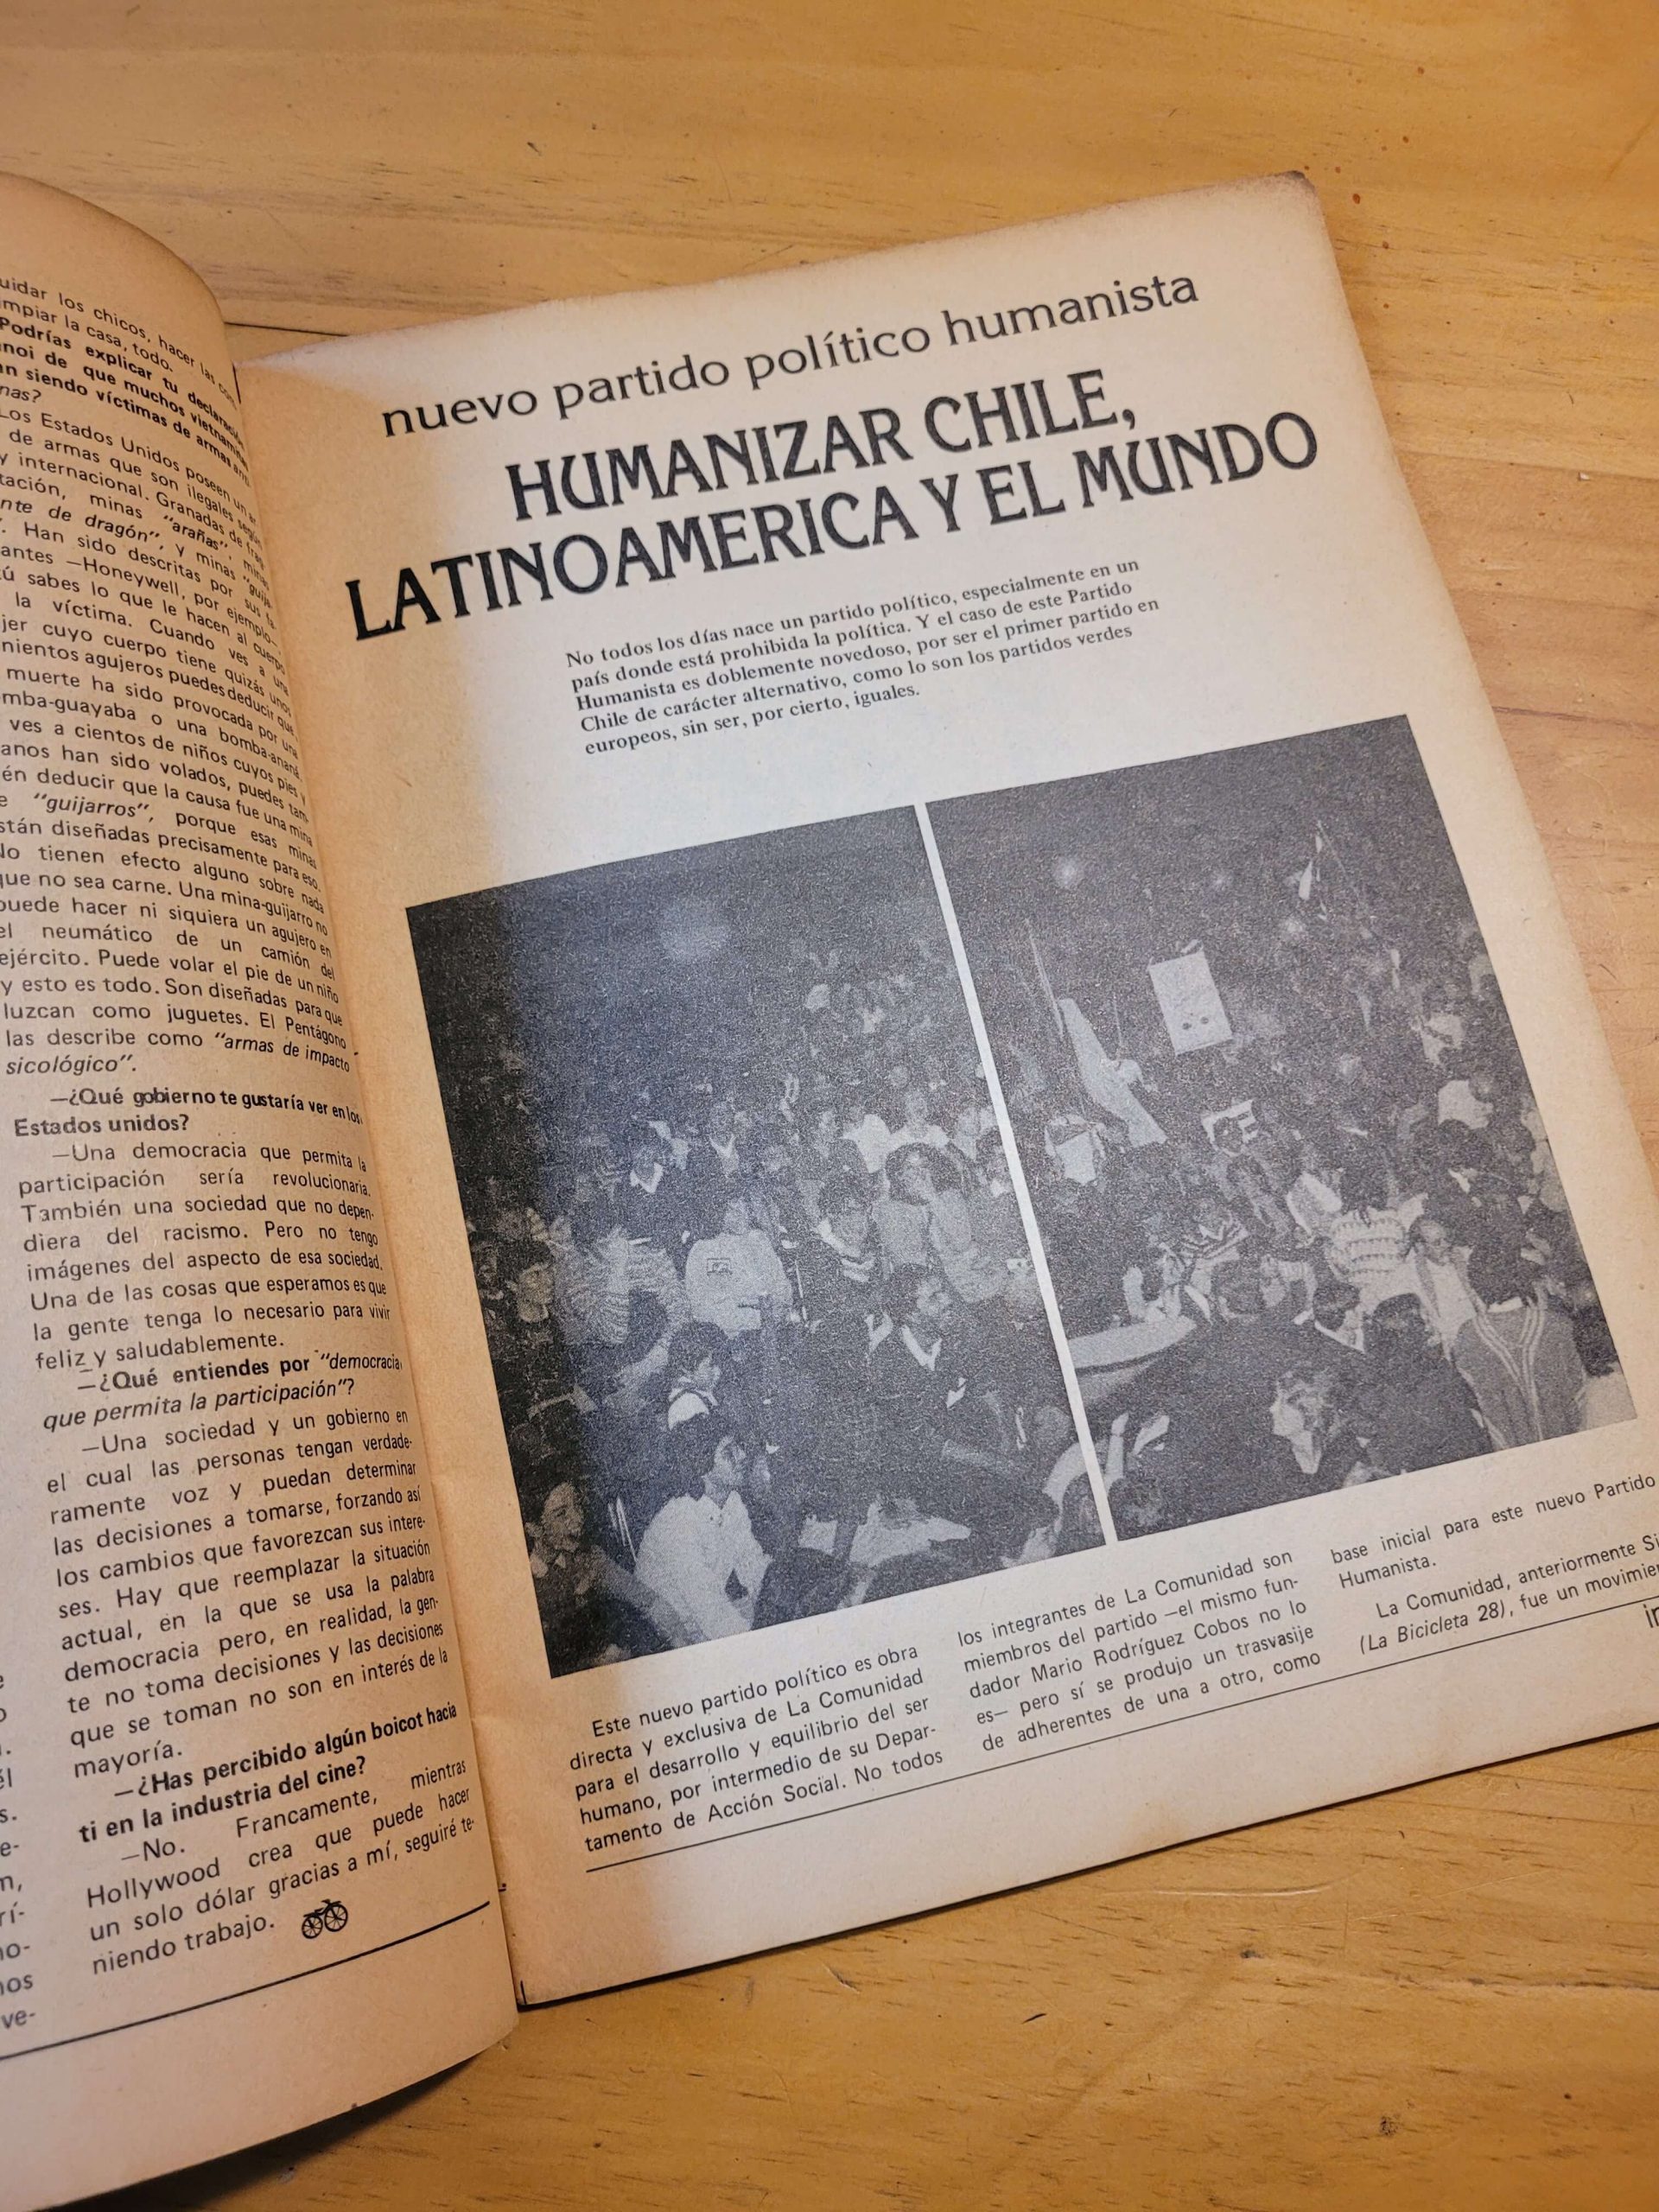 los chicos, hacer las
la casa, todo.
Podrías explicar tu
de que muchos
siendo víctimas de armas
Los Estados Unidos poseen un
de armas que son ilegales según
y internacional. Granadas de
minas "arañas", minas
de dragón", y minas
Han sido descritas por sus
—Honeywell, por ejemplo—.
sabes lo que le hacen al cuerpo
la víctima. Cuando ves a una
cuyo cuerpo tiene quizás unos
agujeros puedes deducir que
muerte ha sido provocada por una
o una bomba-ananá.
ves a cientos de niños cuyos pies y
han sido volados, puedes tam
deducir que la causa fue una mina
"guijarros", porque esas minas
están diseñadas precisamente para eso.
No tienen efecto alguno sobre nada
que no sea carne. Una mina-guijarro no
puede hacer ni siquiera un agujero en
el neumático de un camión del
ejército. Puede volar el pie de un niño
y esto es todo. Son diseñadas para que
luzcan como juguetes. El Pentágono
las describe como "armas de impacto
sicológico".
—¿Qué gobierno te gustaría ver en los
Estados unidos?
—Una democracia que permita la
participación sería revolucionaria.
También una sociedad que no depen-
diera del racismo. Pero no tengo
imágenes del aspecto de esa sociedad.
Una de las cosas que esperamos es que
la gente tenga lo necesario para vivir
feliz y saludablemente.
—¿Qué entiendes por "democracia
que permita la participación"?
—Una sociedad y un gobierno en
el cual las personas tengan verdade-
ramente voz y puedan determinar
las decisiones a tomarse, forzando así
los cambios que favorezcan sus intere-
ses. Hay que reemplazar la situación
actual, en la que se usa la palabra
democracia pero, en realidad, la gen-
te no toma decisiones y las decisiones
que se toman no son en interés de la
mayoría.
—¿Has percibido algún boicot hacia
ti en la industria del cine?
—No. Francamente, mientras
Hollywood crea que puede hacer
un solo dólar gracias a mí, seguiré te-
niendo trabajo.
nuevo partido político humanista
HUMANIZAR CHILE,
LATINOAMERICA Y EL MUNDO
No todos los días nace un partido político, especialmente en un
país donde está prohibida la política. Y el caso de este Partido
Humanista es doblemente novedoso, por ser el primer partido en
Chile de carácter alternativo, como lo son los partidos verdes
europeos, sin ser, por cierto, iguales.
Este nuevo partido político es obra
directa y exclusiva de La Comunidad
para el desarrollo y equilibrio del ser
humano, por intermedio de su Depar-
tamento de Acción Social. No todos
los integrantes de La Comunidad son
miembros del partido —el mismo fun-
dador Mario Rodríguez Cobos no lo
es— pero sí se produjo un trasvasije
de adherentes de una a otro, como
base inicial para este nuevo Partido
Humanista.
La Comunidad, anteriormente
(La Bicicleta 28), fue un